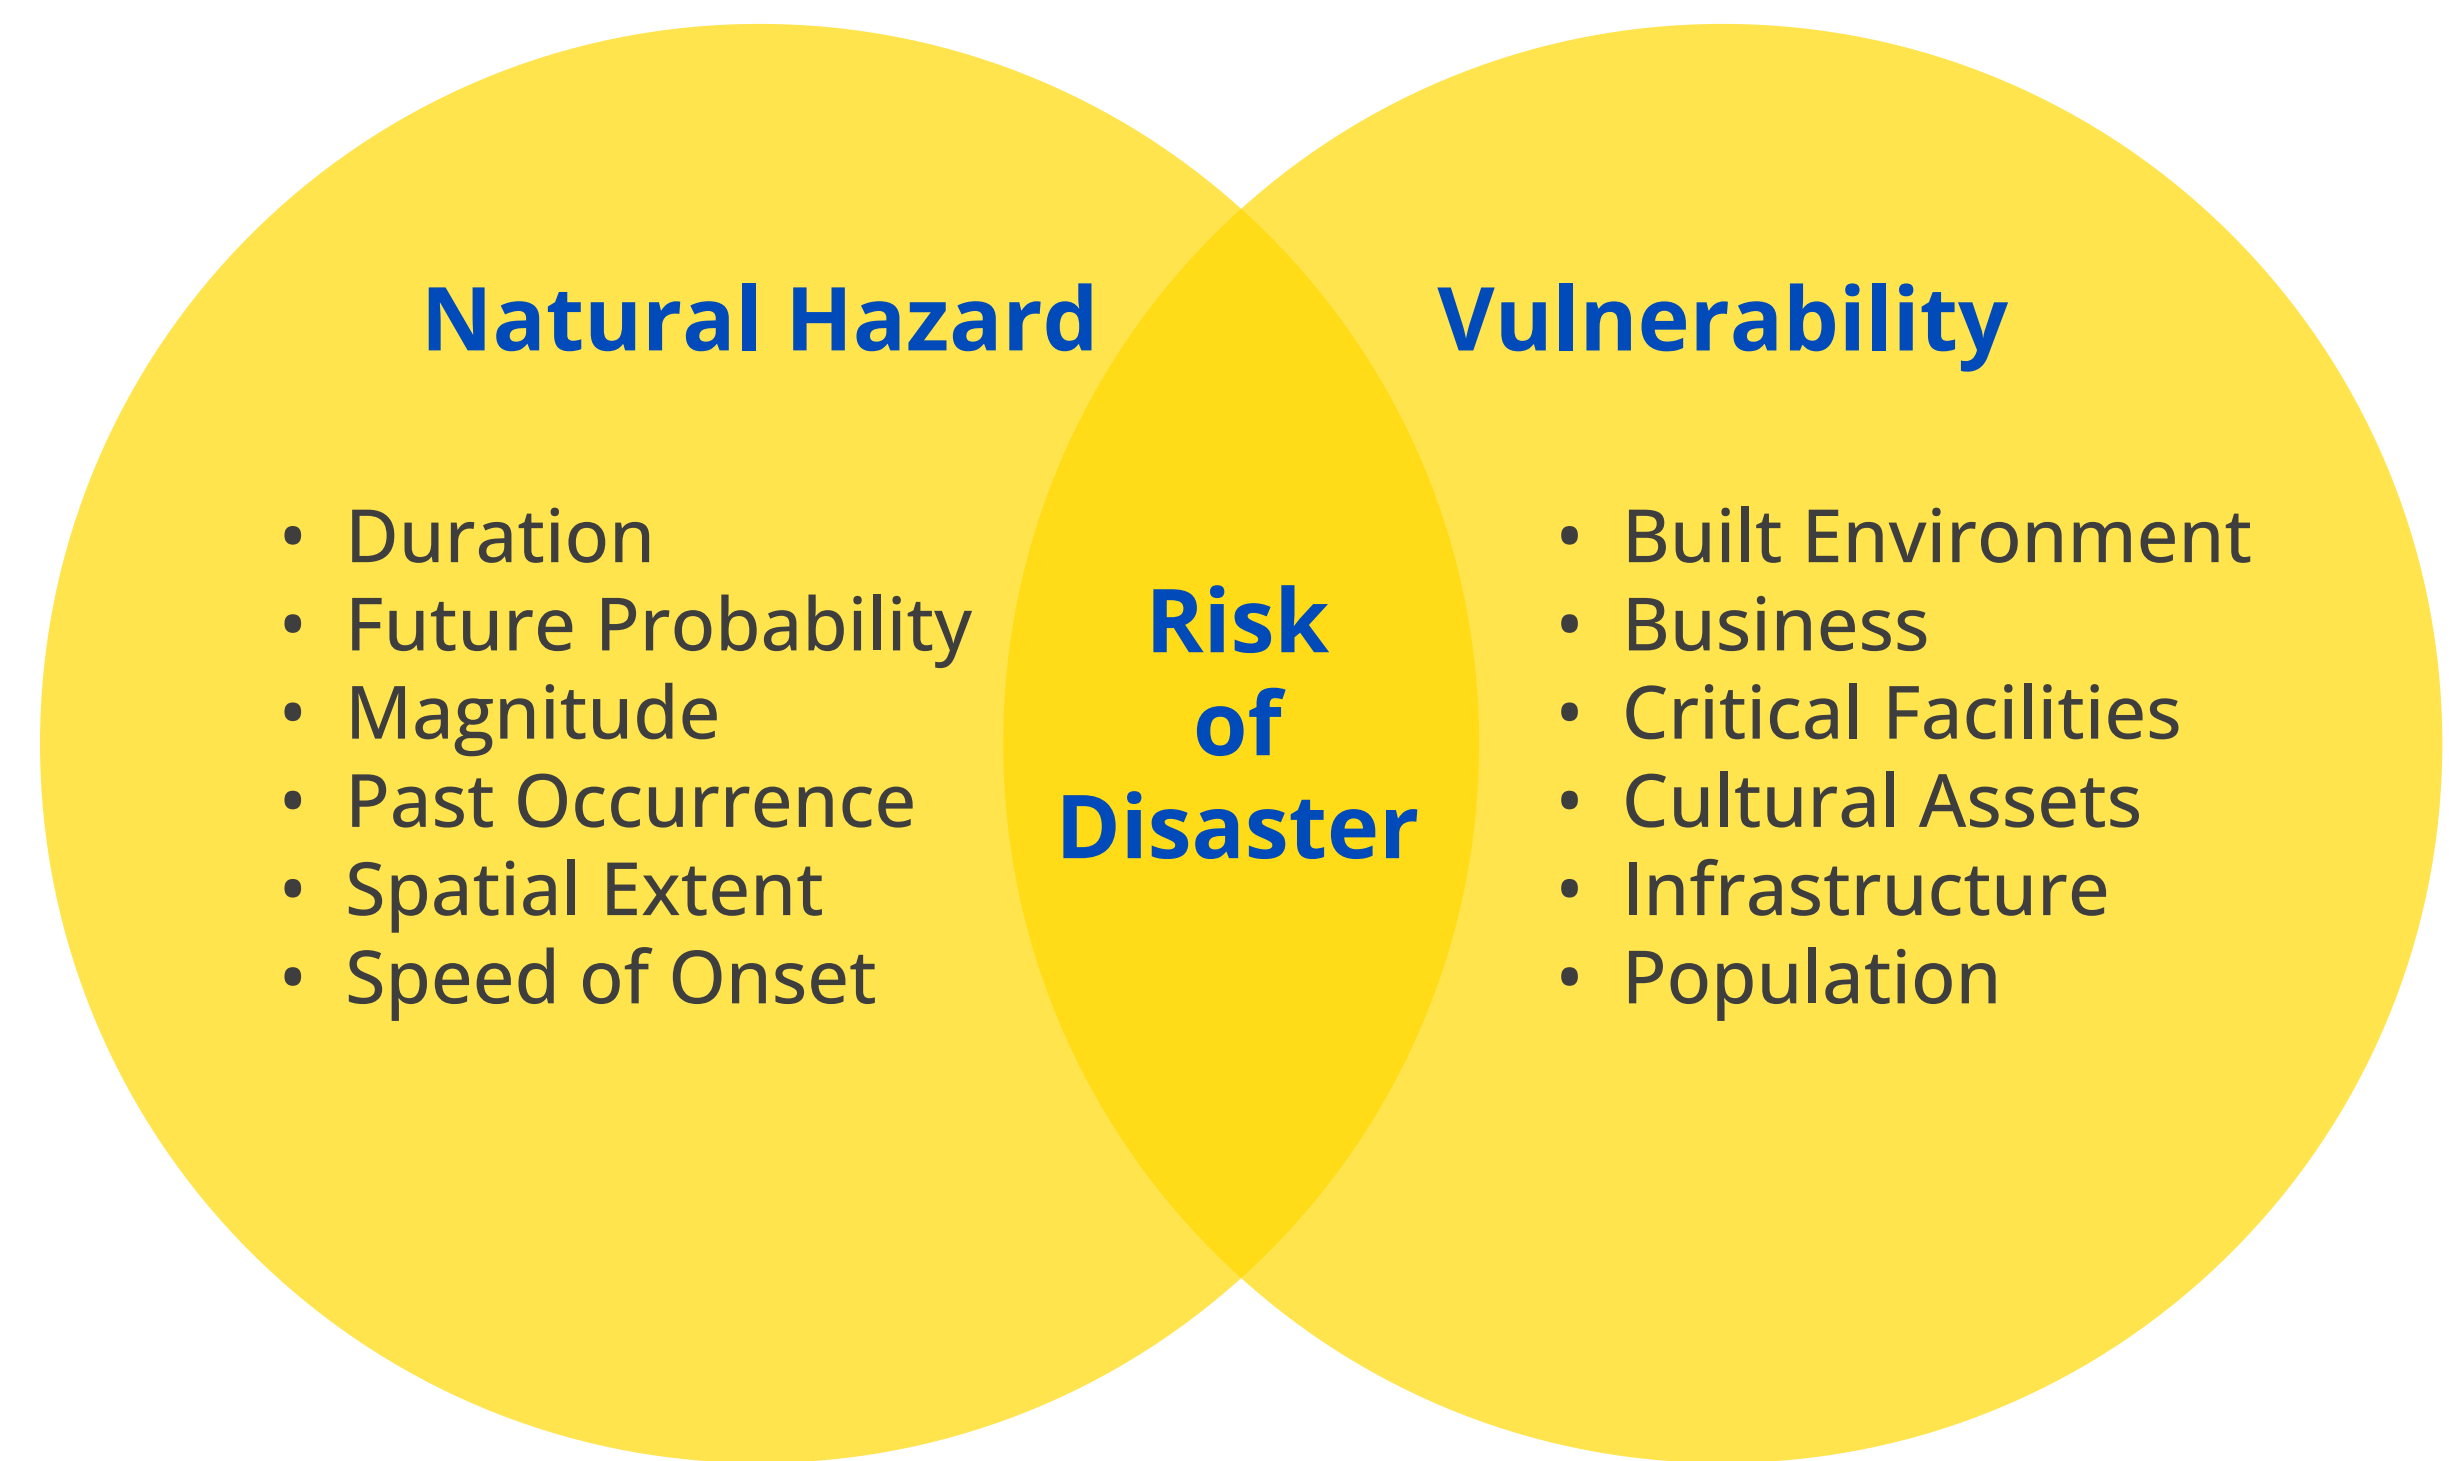 Natural Hazard
• Duration
• Future Probability
• Magnitude
• Past Occurrence
• Spatial Extent
• Speed of Onset
Risk
of
Disaster
Vulnerability
• Built Environment
• Business
• Critical Facilities
• Cultural Assets
• Infrastructure
• Population